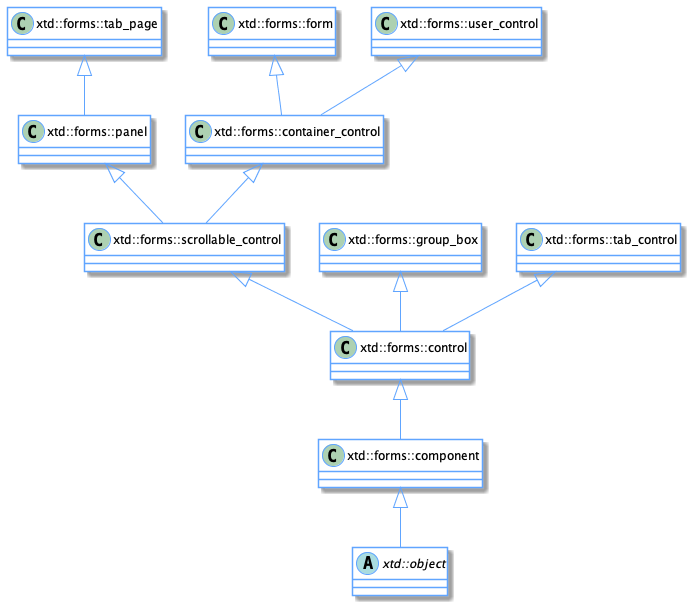 C xtd::forms::tab_page
C xtd::forms::form
C xtd::forms::user_control
C xtd::forms::panel
C xtd::forms::container_control
C xtd::forms::scrollable_control
C xtd::forms::group_box
C xtd::forms::tab_control
C xtd::forms::control
C xtd::forms::component
A xtd::object